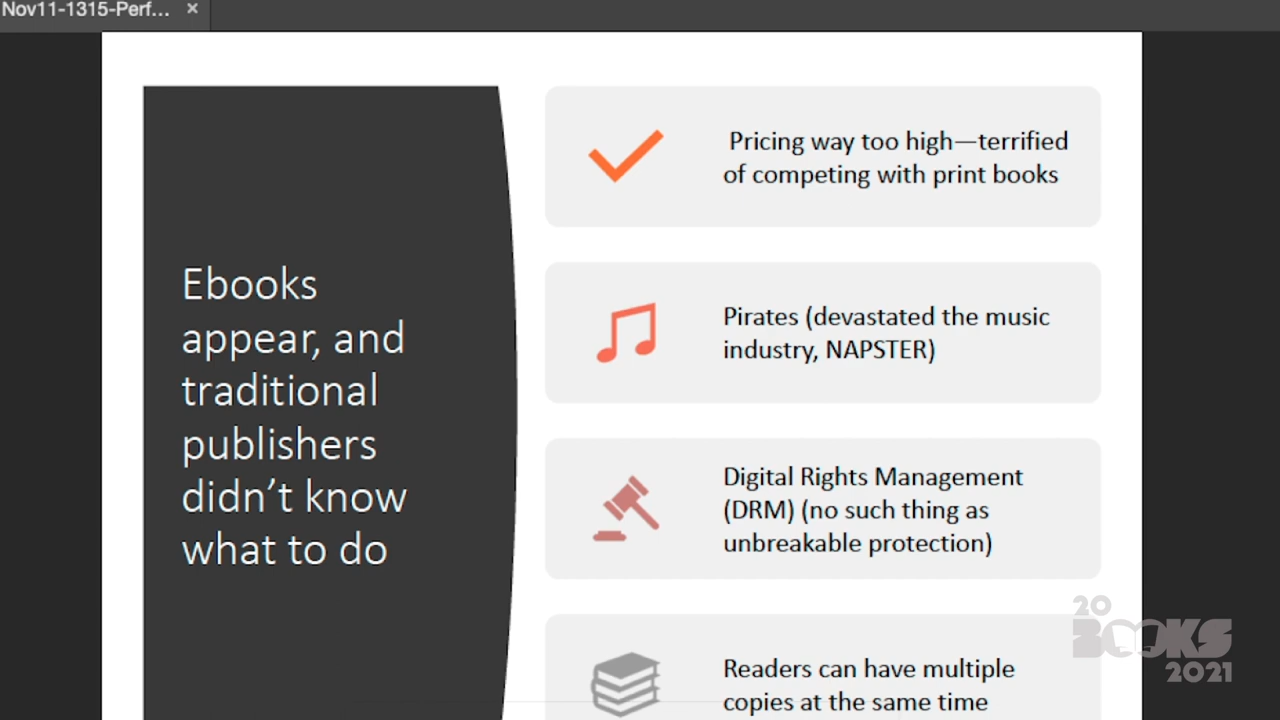 Nov11-1315-Perf... ×
Ebooks
appear, and
traditional
publishers
didn’t know
what to do
Pricing way too high—terrified
of competing with print books
Pirates (devastated the music
industry, NAPSTER)
Digital Rights Management
(DRM) (no such thing as
unbreakable protection)
Readers can have multiple
copies at the same time
20
BOOKS
2021